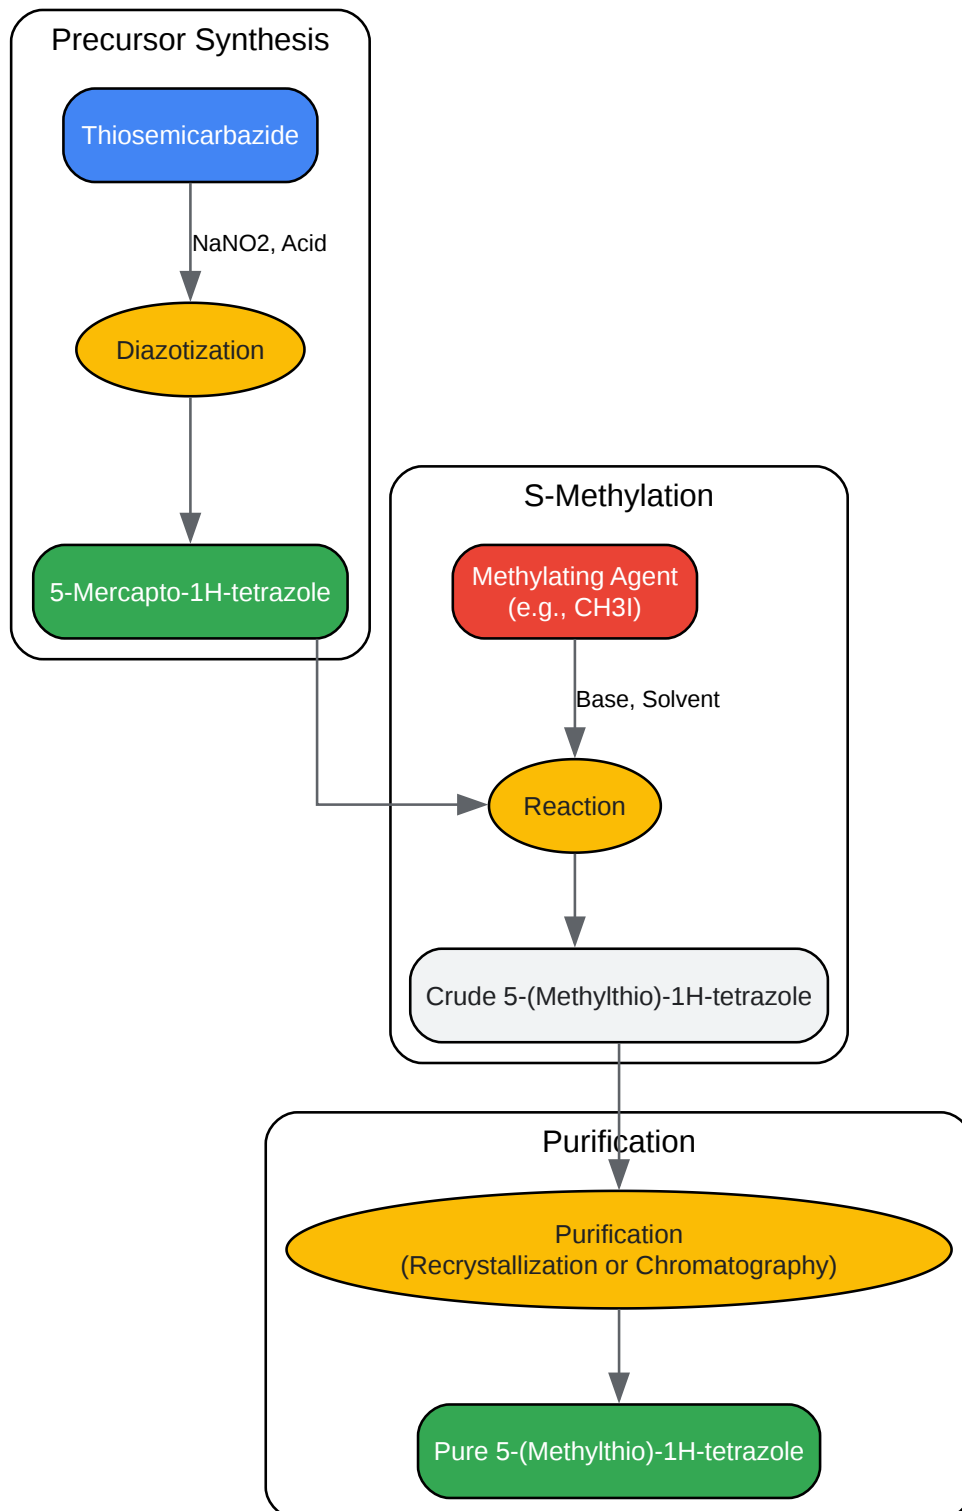 Precursor Synthesis
Thiosemicarbazide
NaNO2, Acid
Diazotization
5-Mercapto-1H-tetrazole
S-Methylation
Methylating Agent
(e.g., CH3I)
Base, Solvent
Reaction
Crude 5-(Methylthio)-1H-tetrazole
Purification
Purification
(Recrystallization or Chromatography)
Pure 5-(Methylthio)-1H-tetrazole